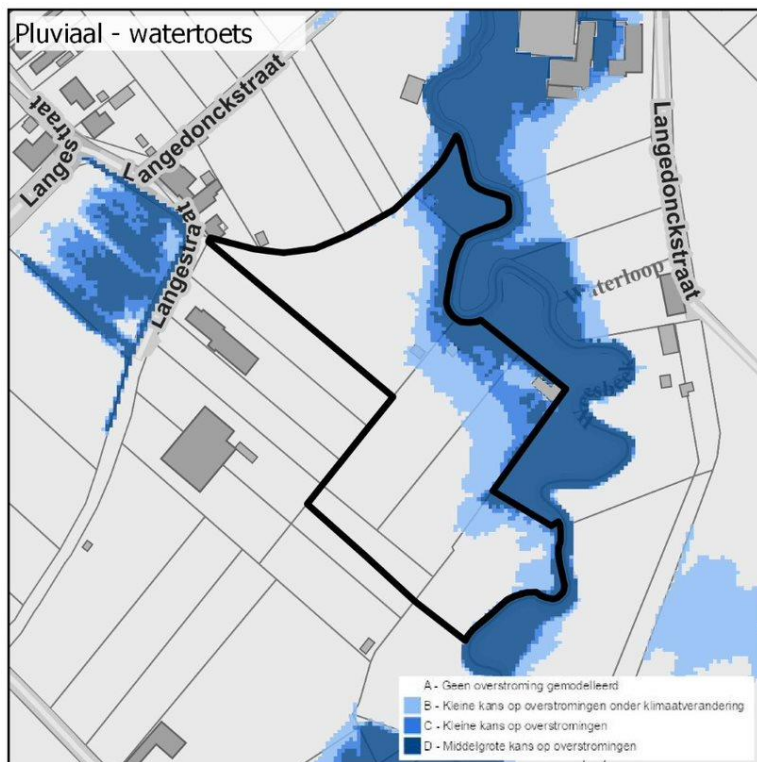 Pluviaal - watertoets
Langestraat
Langedonckstraat
Langestraat
Langedonckstraat
Waterloop
A - Geen overstroming gemodelleerd
B - Kleine kans op overstromingen onder klimaatverandering
C - Kleine kans op overstromingen
D - Middelgrote kans op overstromingen